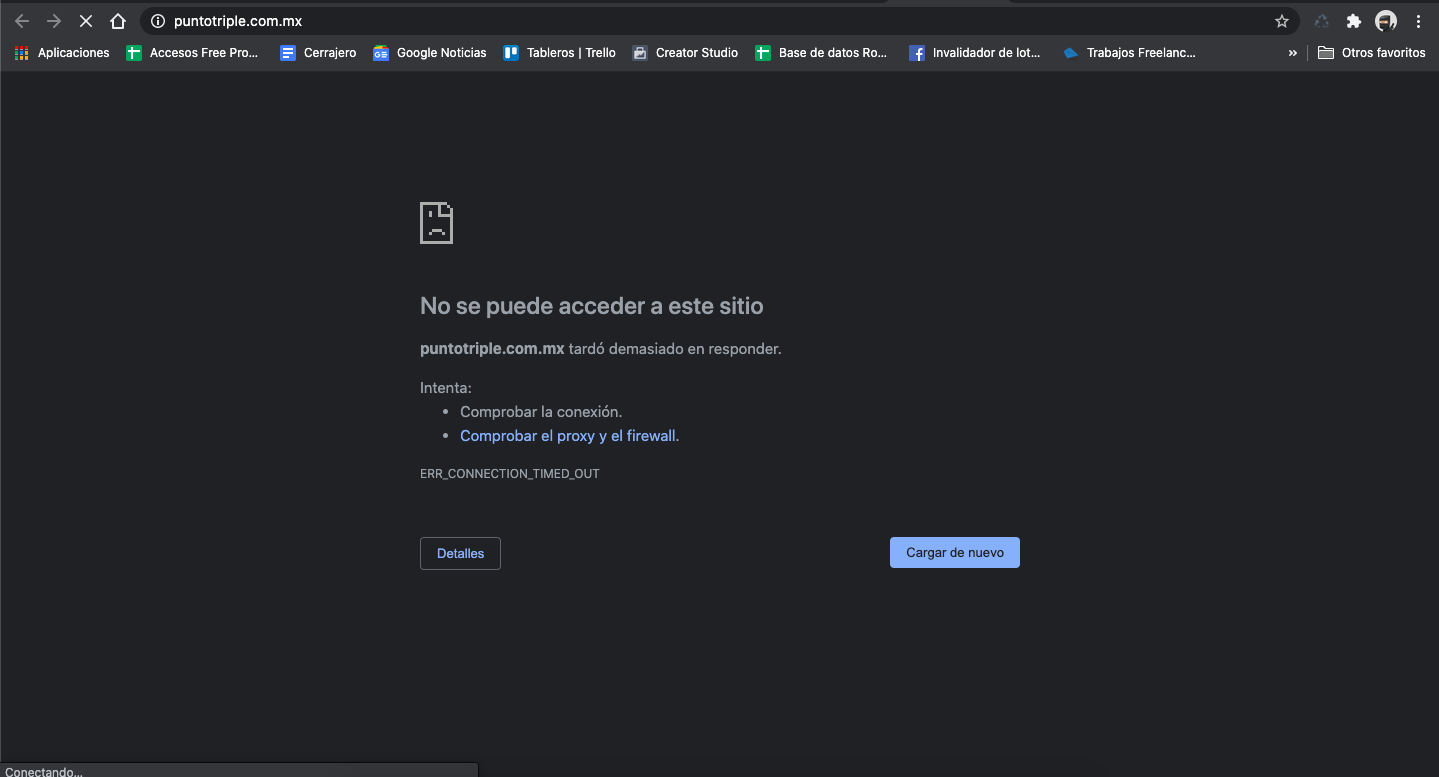 puntotriple.com.mx
Aplicaciones Accesos Free Pro... Cerrajero Google Noticias Tableros | Trello Creator Studio Base de datos Ro... Invalidador de lot... Trabajos Freelanc... » Otros favoritos
No se puede acceder a este sitio
puntotriple.com.mx tardó demasiado en responder.
Intenta:
• Comprobar la conexión.
• Comprobar el proxy y el firewall.
ERR_CONNECTION_TIMED_OUT
Detalles Cargar de nuevo
Conectando...